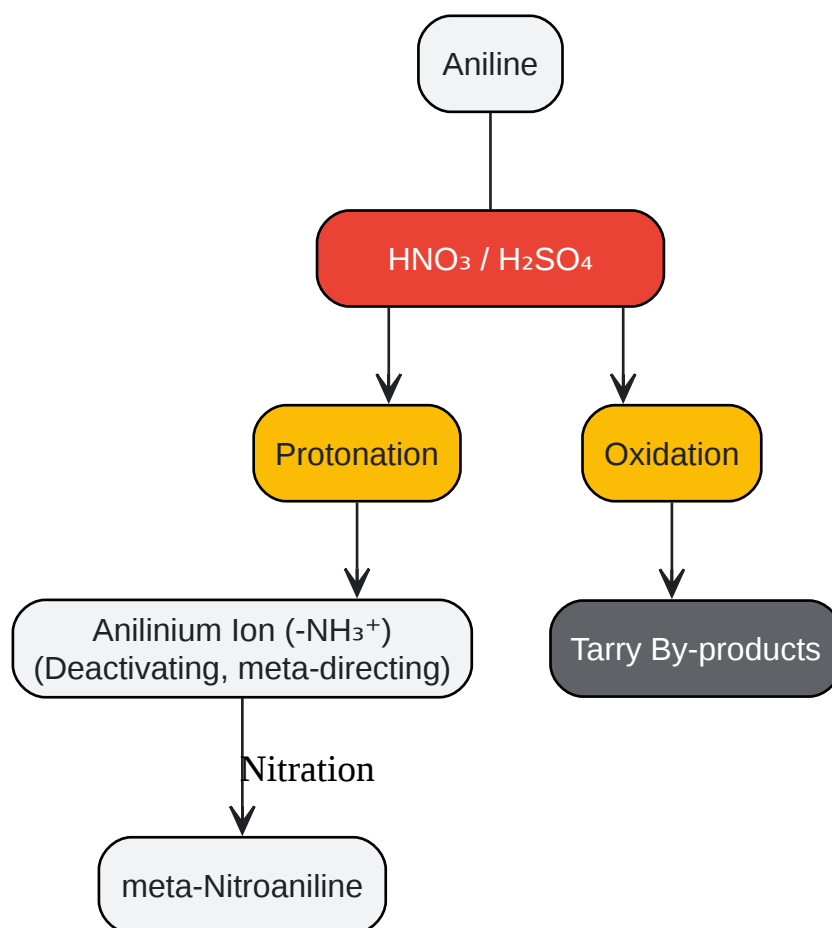 Aniline
HNO₃ / H₂SO₄
Protonation
Oxidation
Anilinium Ion (-NH₃⁺)
(Deactivating, meta-directing)
Tarry By-products
Nitration
meta-Nitroaniline